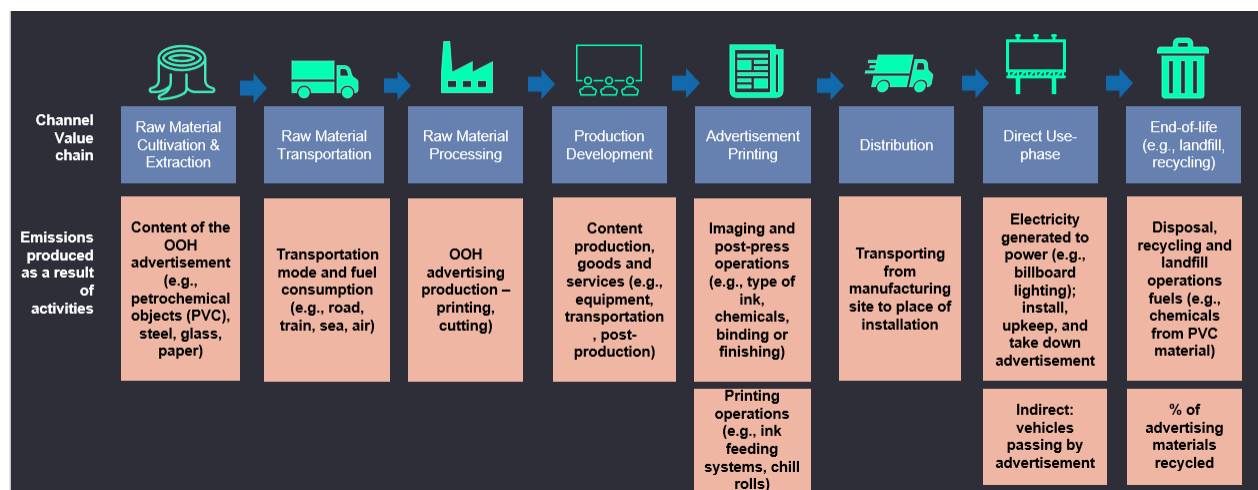 Channel
Value
chain
Raw Material
Cultivation &
Extraction
Raw Material
Transportation
Raw Material
Processing
Production
Development
Advertisement
Printing
Distribution
Direct Use-
phase
End-of-life
(e.g., landfill,
recycling)
Emissions
produced
as a result
of
activities
Content of the
OOH
advertisement
(e.g.,
petrochemical
objects (PVC),
steel, glass,
paper)
Transportation
mode and fuel
consumption
(e.g., road,
train, sea, air)
OOH
advertising
production –
printing,
cutting)
Content
production,
goods and
services (e.g.,
equipment,
transportation
, post-
production)
Imaging and
post-press
operations
(e.g., type of
ink,
chemicals,
binding or
finishing)
Transporting
from
manufacturing
site to place of
installation
Electricity
generated to
power (e.g.,
billboard
lighting);
install,
upkeep, and
take down
advertisement
Disposal,
recycling and
landfill
operations
fuels (e.g.,
chemicals
from PVC
material)
Printing
operations
(e.g., ink
feeding
systems, chill
rolls)
Indirect:
vehicles
passing by
advertisement
% of
advertising
materials
recycled